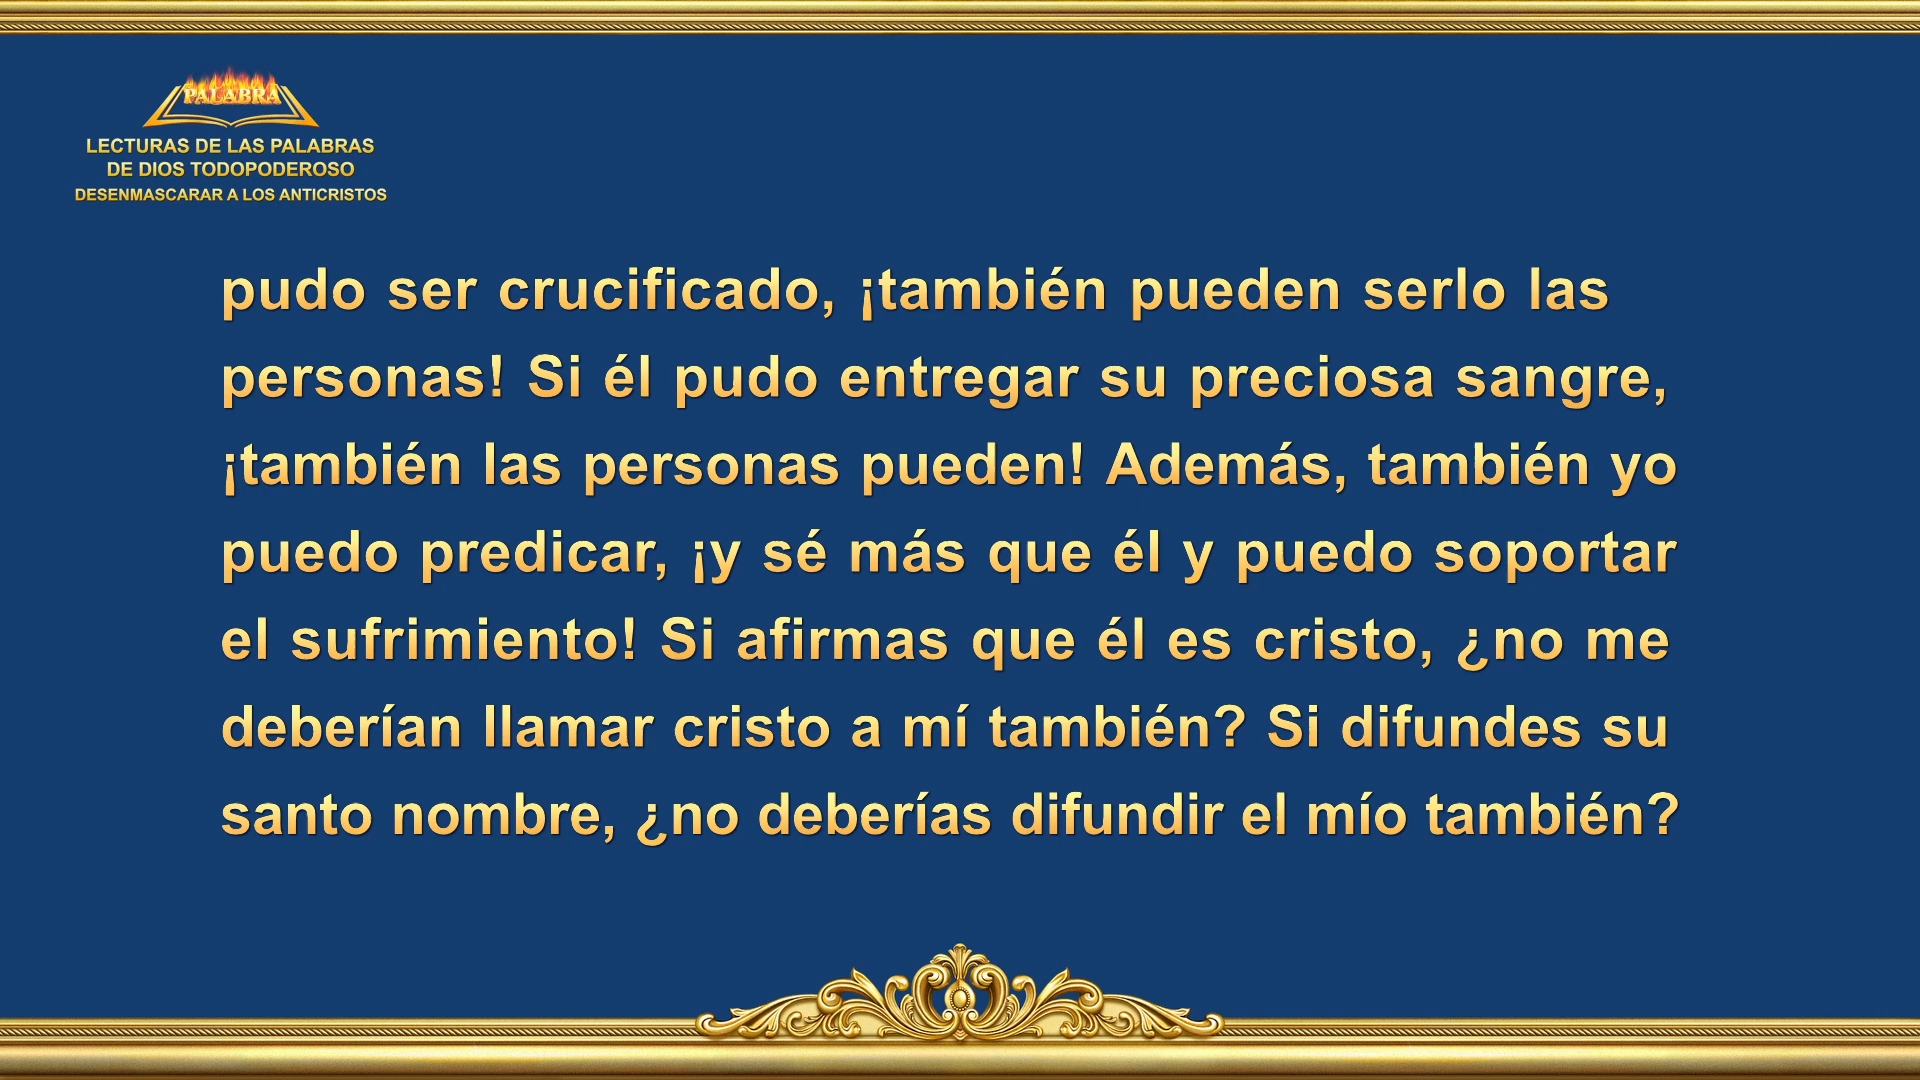 PALABRA
LECTURAS DE LAS PALABRAS
DE DIOS TODOPODEROSO
DESENMASCARAR A LOS ANTICRISTOS
pudo ser crucificado, ¡también pueden serlo las
personas! Si él pudo entregar su preciosa sangre,
¡también las personas pueden! Además, también yo
puedo predicar, ¡y sé más que él y puedo soportar
el sufrimiento! Si afirmas que él es cristo, ¿no me
deberían llamar cristo a mí también? Si difundes su
santo nombre, ¿no deberías difundir el mío también?